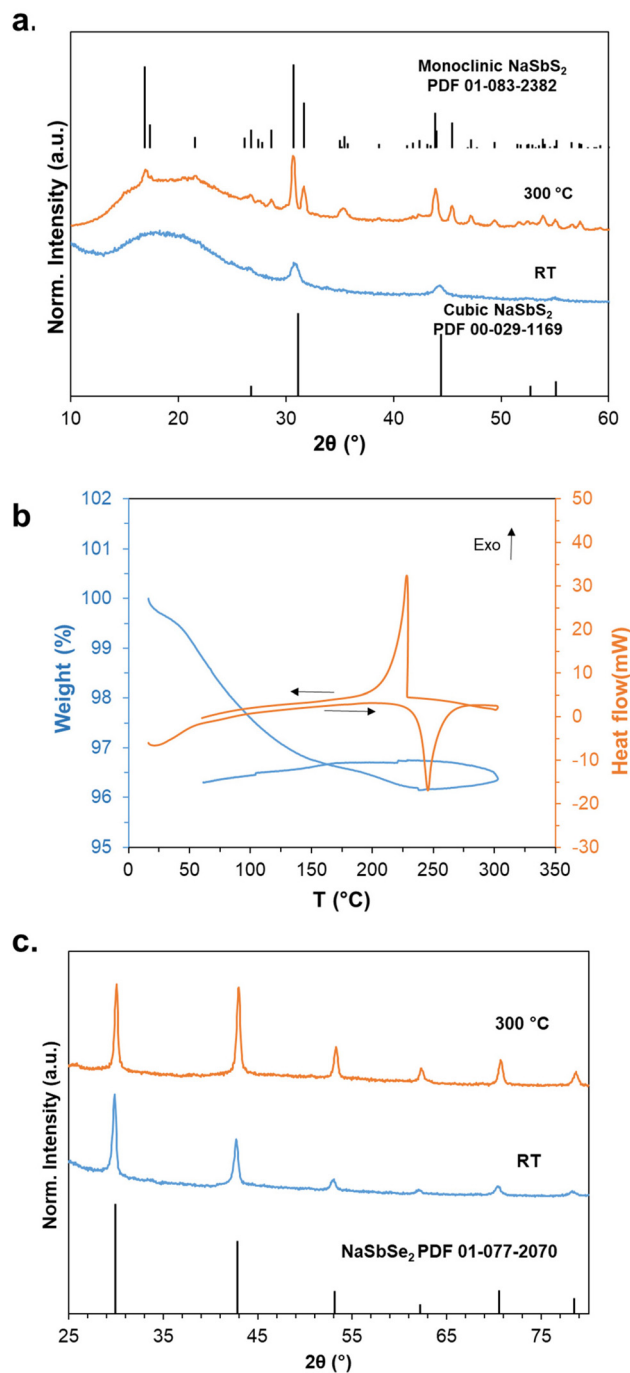 a.
Monoclinic NaSbS₂
PDF 01-083-2382
300 °C
RT
Cubic NaSbS₂
PDF 00-029-1169
Norm. Intensity (a.u.)
10 20 30 40 50 60
2θ (°)
b
102
101
100
99
98
97
96
95
Weight (%)
Exo
50
40
30
20
10
0
-10
-20
-30
Heat flow(mW)
0 50 100 150 200 250 300 350
T (°C)
c.
300 °C
RT
NaSbSe₂ PDF 01-077-2070
Norm. Intensity (a.u.)
25 35 45 55 65 75
2θ (°)